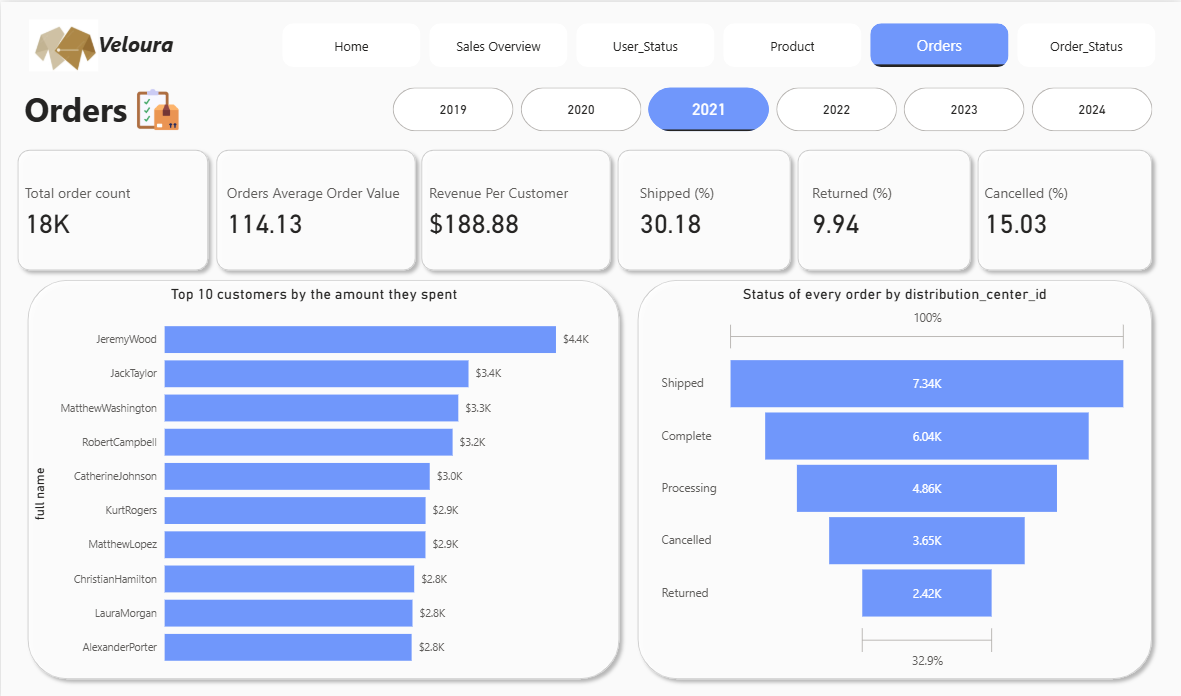 Veloura
Home
Sales Overview
User_Status
Product
Orders
Order_Status
Orders
2019
2020
2021
2022
2023
2024
Total order count
18K
Orders Average Order Value
114.13
Revenue Per Customer
$188.88
Shipped (%)
30.18
Returned (%)
9.94
Cancelled (%)
15.03
Top 10 customers by the amount they spent
full name
JeremyWood $4.4K
JackTaylor $3.4K
MatthewWashington $3.3K
RobertCampbell $3.2K
CatherineJohnson $3.0K
KurtRogers $2.9K
MatthewLopez $2.9K
ChristianHamilton $2.8K
LauraMorgan $2.8K
AlexanderPorter $2.8K
Status of every order by distribution_center_id
100%
Shipped 7.34K
Complete 6.04K
Processing 4.86K
Cancelled 3.65K
Returned 2.42K
32.9%